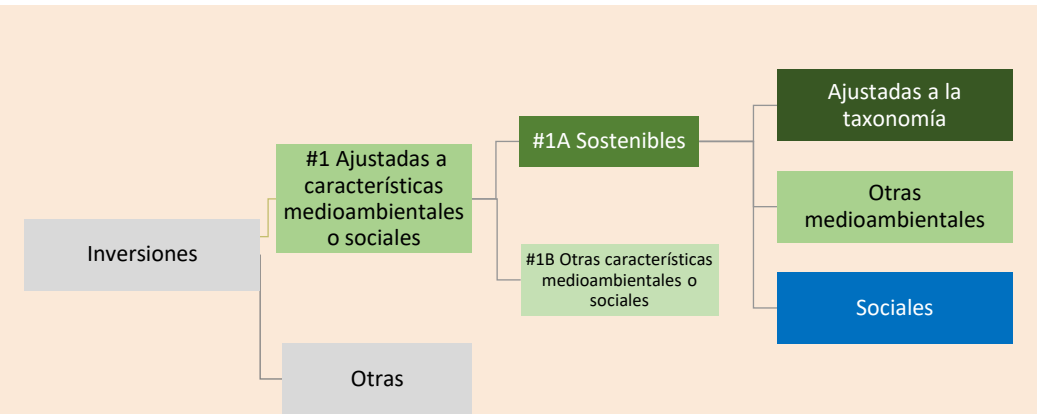 Inversiones
#1 Ajustadas a
características
medioambientales
o sociales
Otras
#1A Sostenibles
#1B Otras características
medioambientales o
sociales
Ajustadas a la
taxonomía
Otras
medioambientales
Sociales